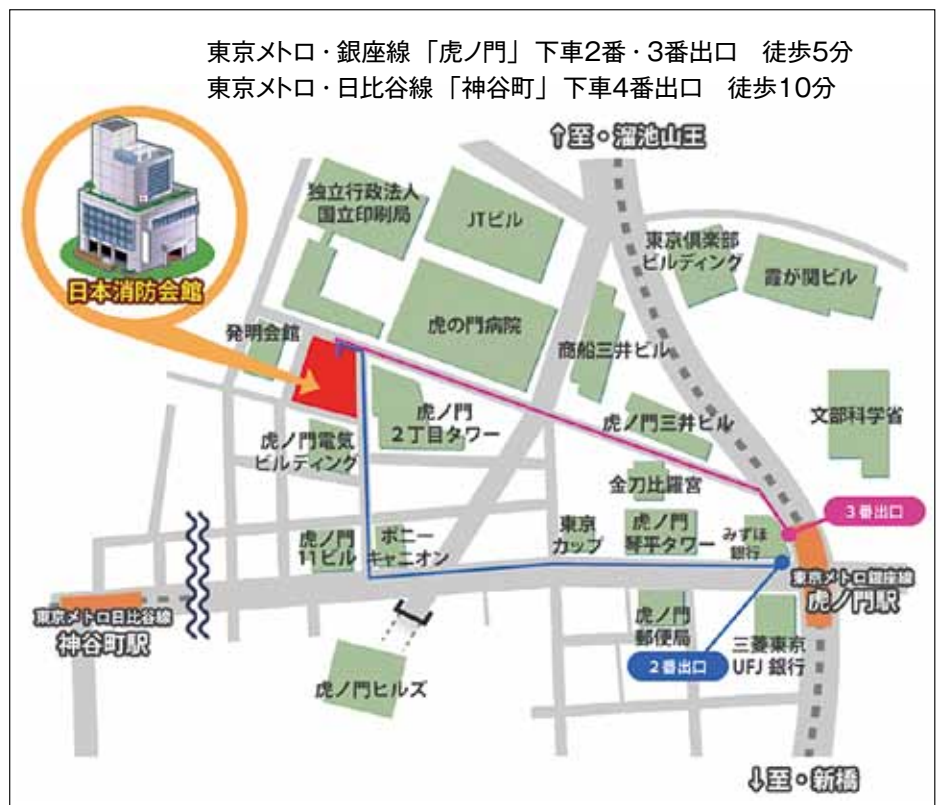 東京メトロ・銀座線「虎ノ門」下車2番・3番出口　徒歩5分
東京メトロ・日比谷線「神谷町」下車4番出口　徒歩10分
↑至・溜池山王
独立行政法人
国立印刷局
JTビル
東京倶楽部
ビルディング
霞が関ビル
日本消防会館
発明会館
虎の門病院
商船三井ビル
虎ノ門
2丁目タワー
虎ノ門三井ビル
文部科学省
虎ノ門電気
ビルディング
金刀比羅宮
3番出口
虎ノ門
11ビル
ポニー
キャニオン
東京
カップ
虎ノ門
琴平タワー
みずほ
銀行
東京メトロ銀座線
虎ノ門駅
東京メトロ日比谷線
神谷町駅
虎ノ門
郵便局
三菱東京
UFJ銀行
2番出口
虎ノ門ヒルズ
↓至・新橋